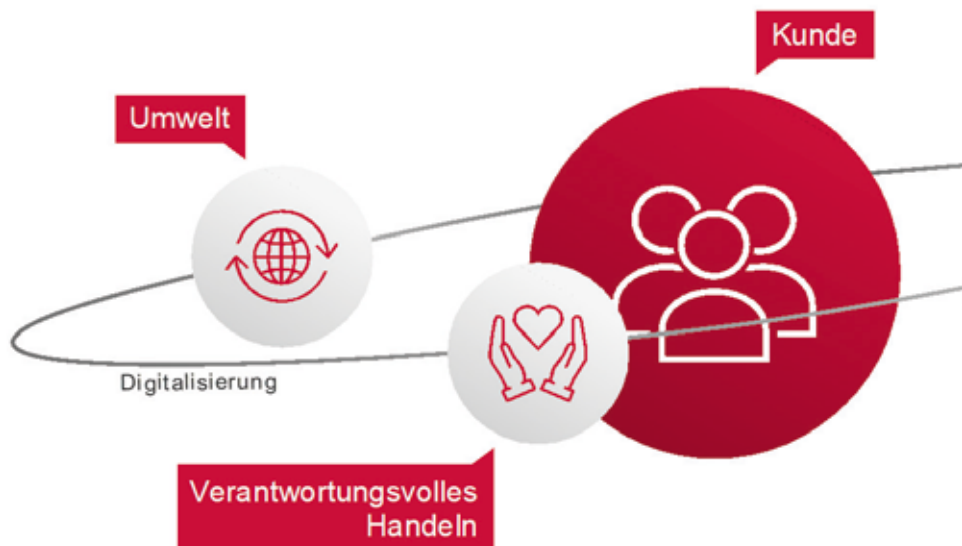 Kunde
Umwelt
Digitalisierung
Verantwortungsvolles
Handeln